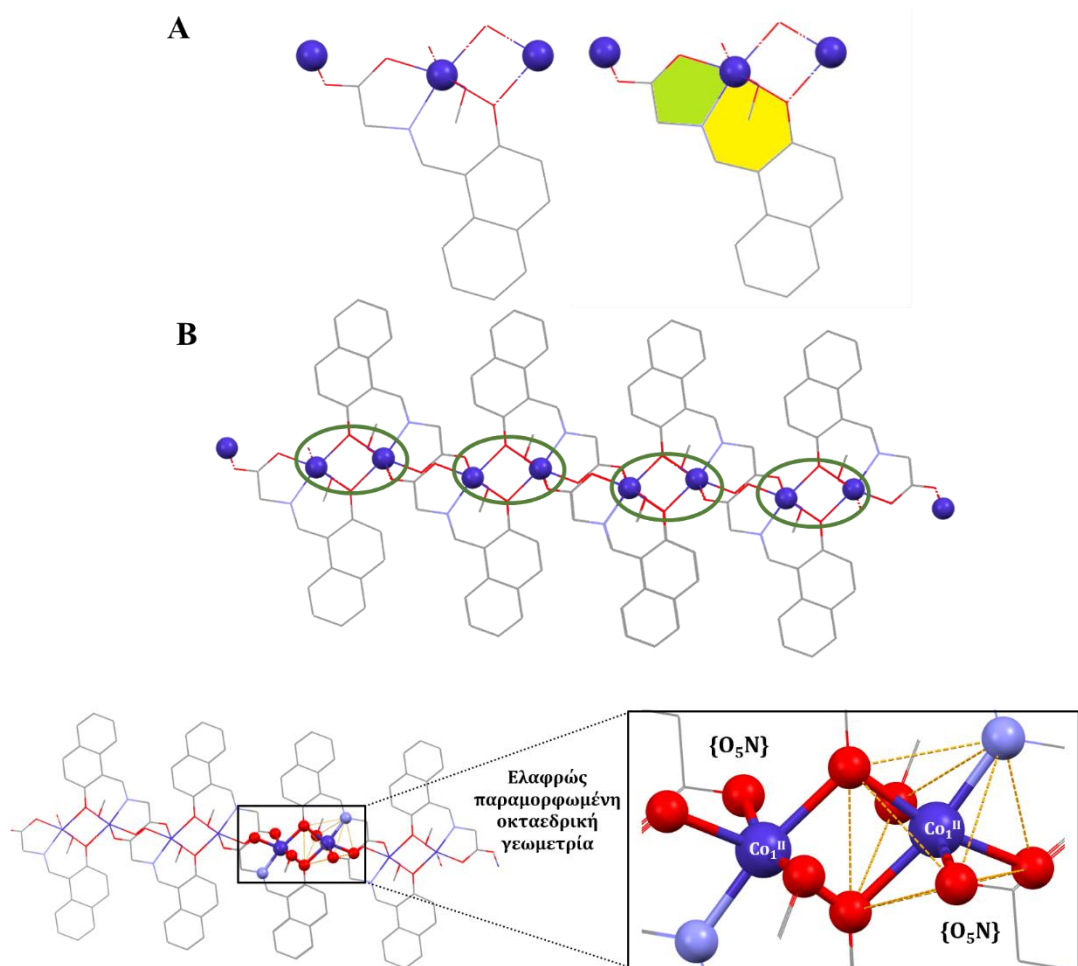 A
B
Ελαφρώς
παραμορφωμένη
οκταεδρική
γεωμετρία
{O₅N}
Co₁ᴵᴵ
Co₁ᴵᴵ
{O₅N}